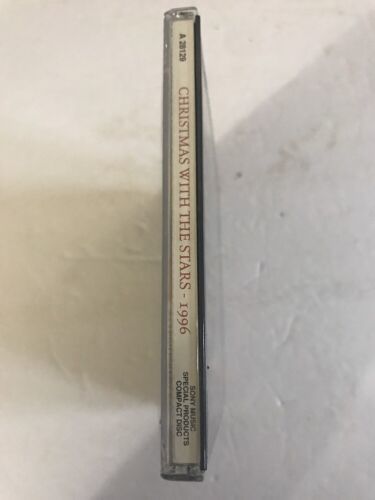 A 28129
CHRISTMAS WITH THE STARS - 1996
SONY MUSIC
SPECIAL PRODUCTS
COMPACT DISC